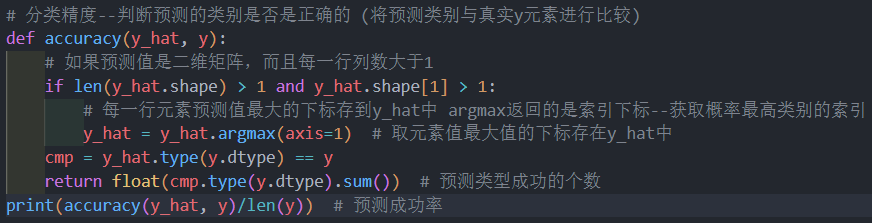 # 分类精度--判断预测的类别是否是正确的 (将预测类别与真实y元素进行比较)
def accuracy(y_hat, y):
    # 如果预测值是二维矩阵，而且每一行列数大于1
    if len(y_hat.shape) > 1 and y_hat.shape[1] > 1:
        # 每一行元素预测值最大的下标存到y_hat中 argmax返回的是索引下标--获取概率最高类别的索引
        y_hat = y_hat.argmax(axis=1)  # 取元素值最大值的下标存在y_hat中
    cmp = y_hat.type(y.dtype) == y
    return float(cmp.type(y.dtype).sum())  # 预测类型成功的个数
print(accuracy(y_hat, y)/len(y))  # 预测成功率